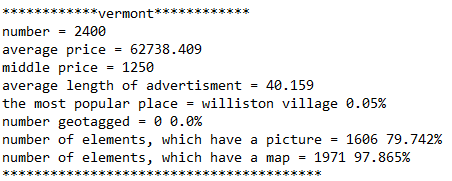 ************vermont************
number = 2400
average price = 62738.409
middle price = 1250
average length of advertisment = 40.159
the most popular place = williston village 0.05%
number geotagged = 0 0.0%
number of elements, which have a picture = 1606 79.742%
number of elements, which have a map = 1971 97.865%
****************************************